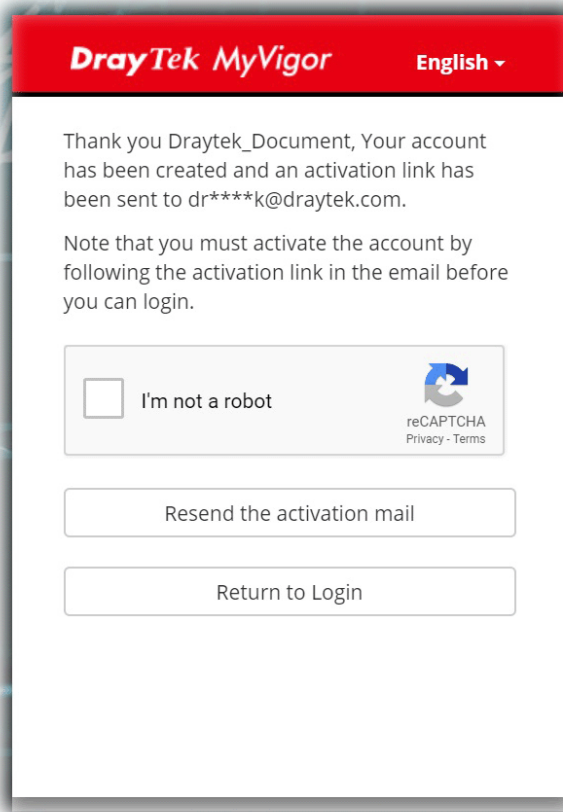 DrayTek MyVigor
English
Thank you Draytek_Document, Your account
has been created and an activation link has
been sent to dr****k@draytek.com.
Note that you must activate the account by
following the activation link in the email before
you can login.
I'm not a robot
reCAPTCHA
Privacy - Terms
Resend the activation mail
Return to Login